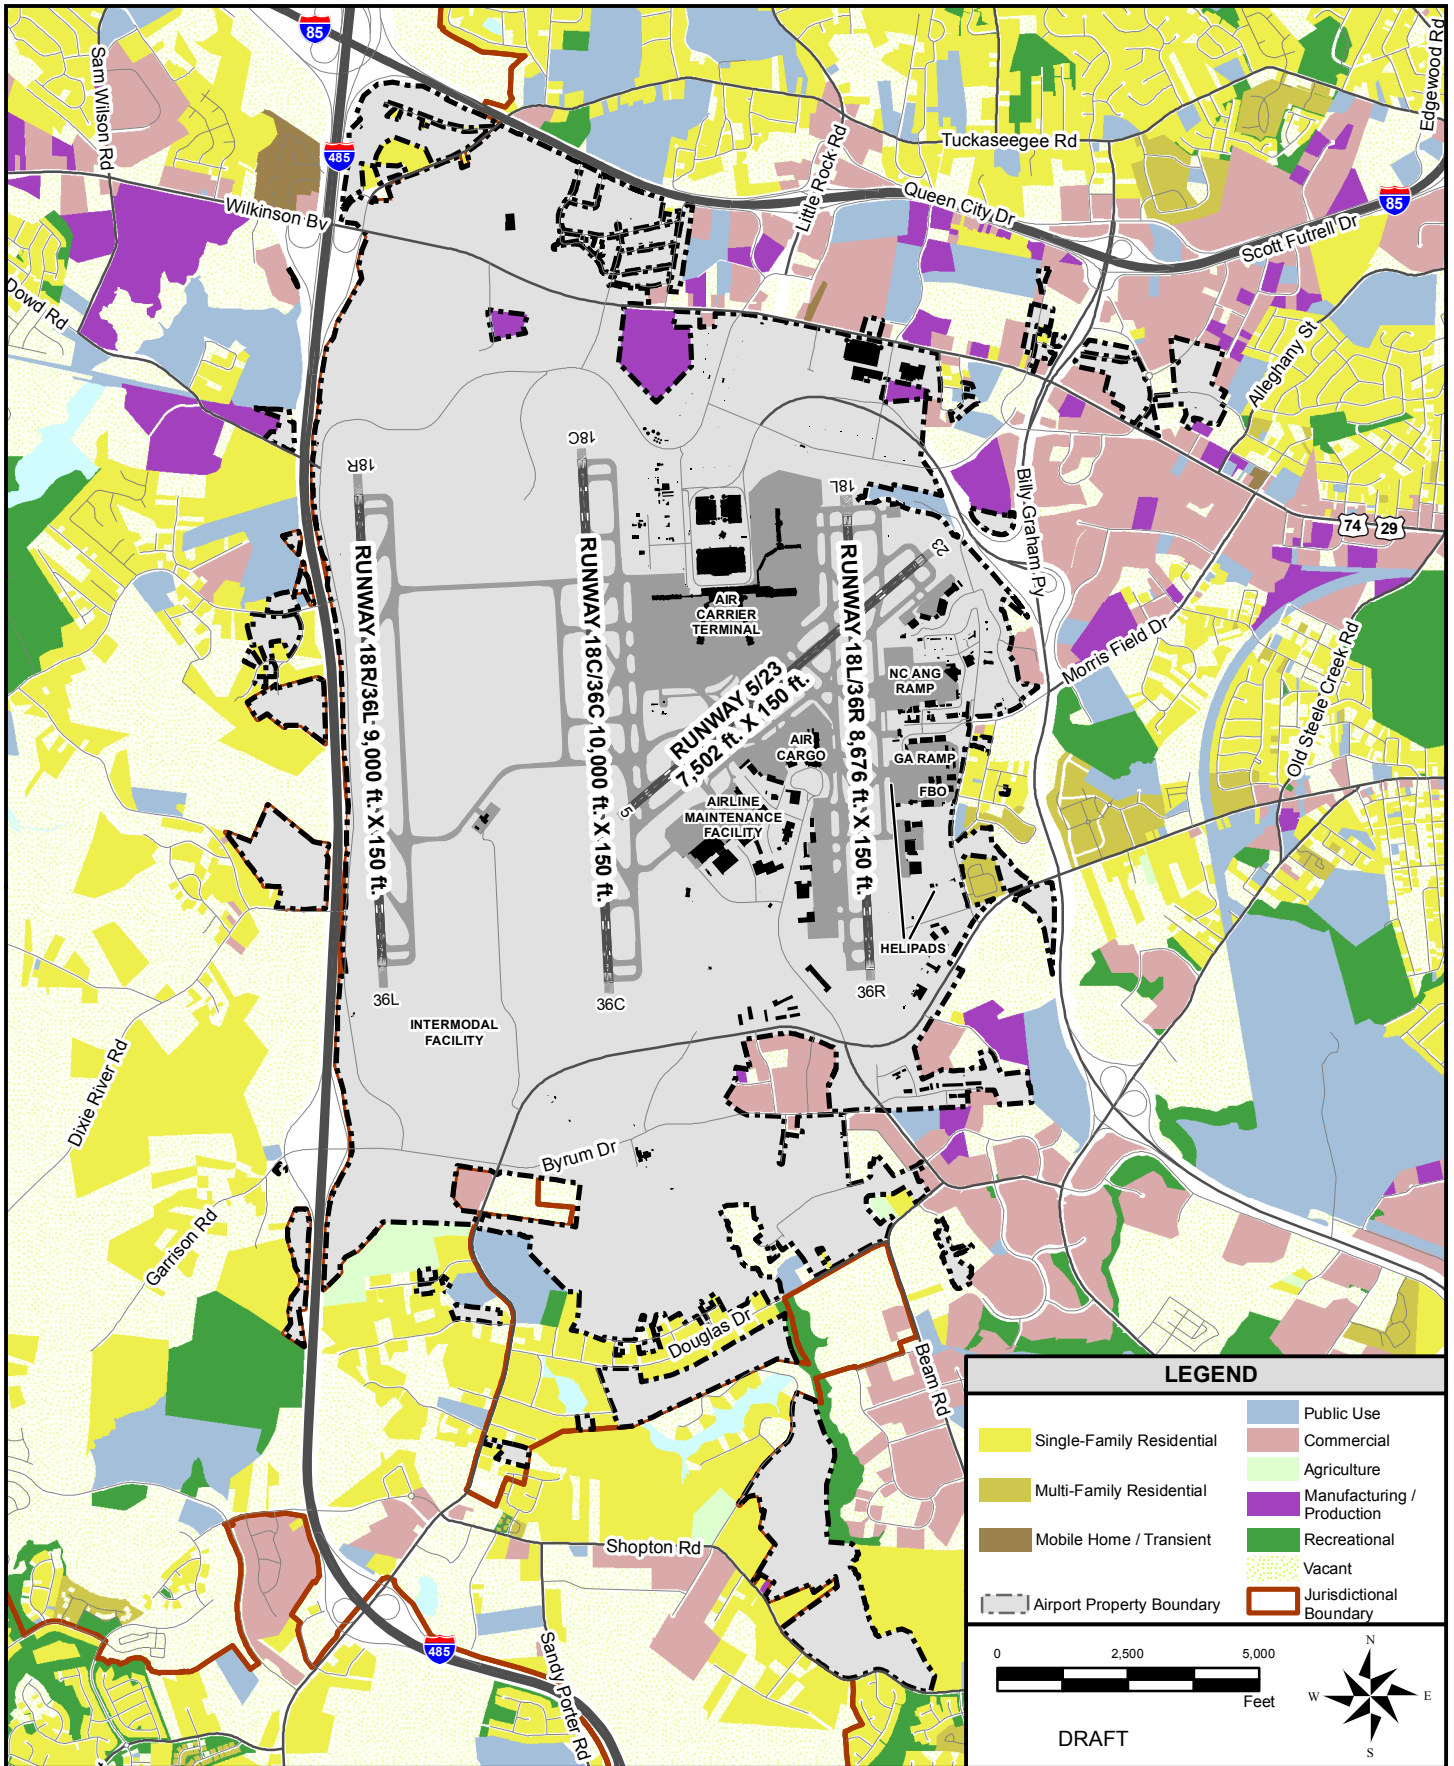 85
Sam Wilson Rd
Edgewood Rd
Tuckaseegee Rd
Little Rock Rd
485
Queen City Dr
85
Wilkinson Bv
Scott Futrell Dr
Dowd Rd
Alleghany St
18C
18R
18L
Billy Graham Py
74
29
23
RUNWAY 18R/36L 9,000 ft. X 150 ft.
RUNWAY 18C/36C 10,000 ft. X 150 ft.
RUNWAY 18L/36R 8,676 ft. X 150 ft.
AIR
CARRIER
TERMINAL
Morris Field Dr
Old Steele Creek Rd
NC ANG
RAMP
RUNWAY 5/23
7,502 ft. X 150 ft.
AIR
CARGO
GA RAMP
FBO
5
AIRLINE
MAINTENANCE
FACILITY
HELIPADS
36L
36C
36R
INTERMODAL
FACILITY
Dixie River Rd
Byrum Dr
Garrison Rd
Douglas Dr
Beam Rd
Shopton Rd
485
Sandy Porter Rd
LEGEND
Single-Family Residential
Multi-Family Residential
Mobile Home / Transient
Airport Property Boundary
Public Use
Commercial
Agriculture
Manufacturing /
Production
Recreational
Vacant
Jurisdictional
Boundary
0 2,500 5,000
Feet
DRAFT
N
W E
S